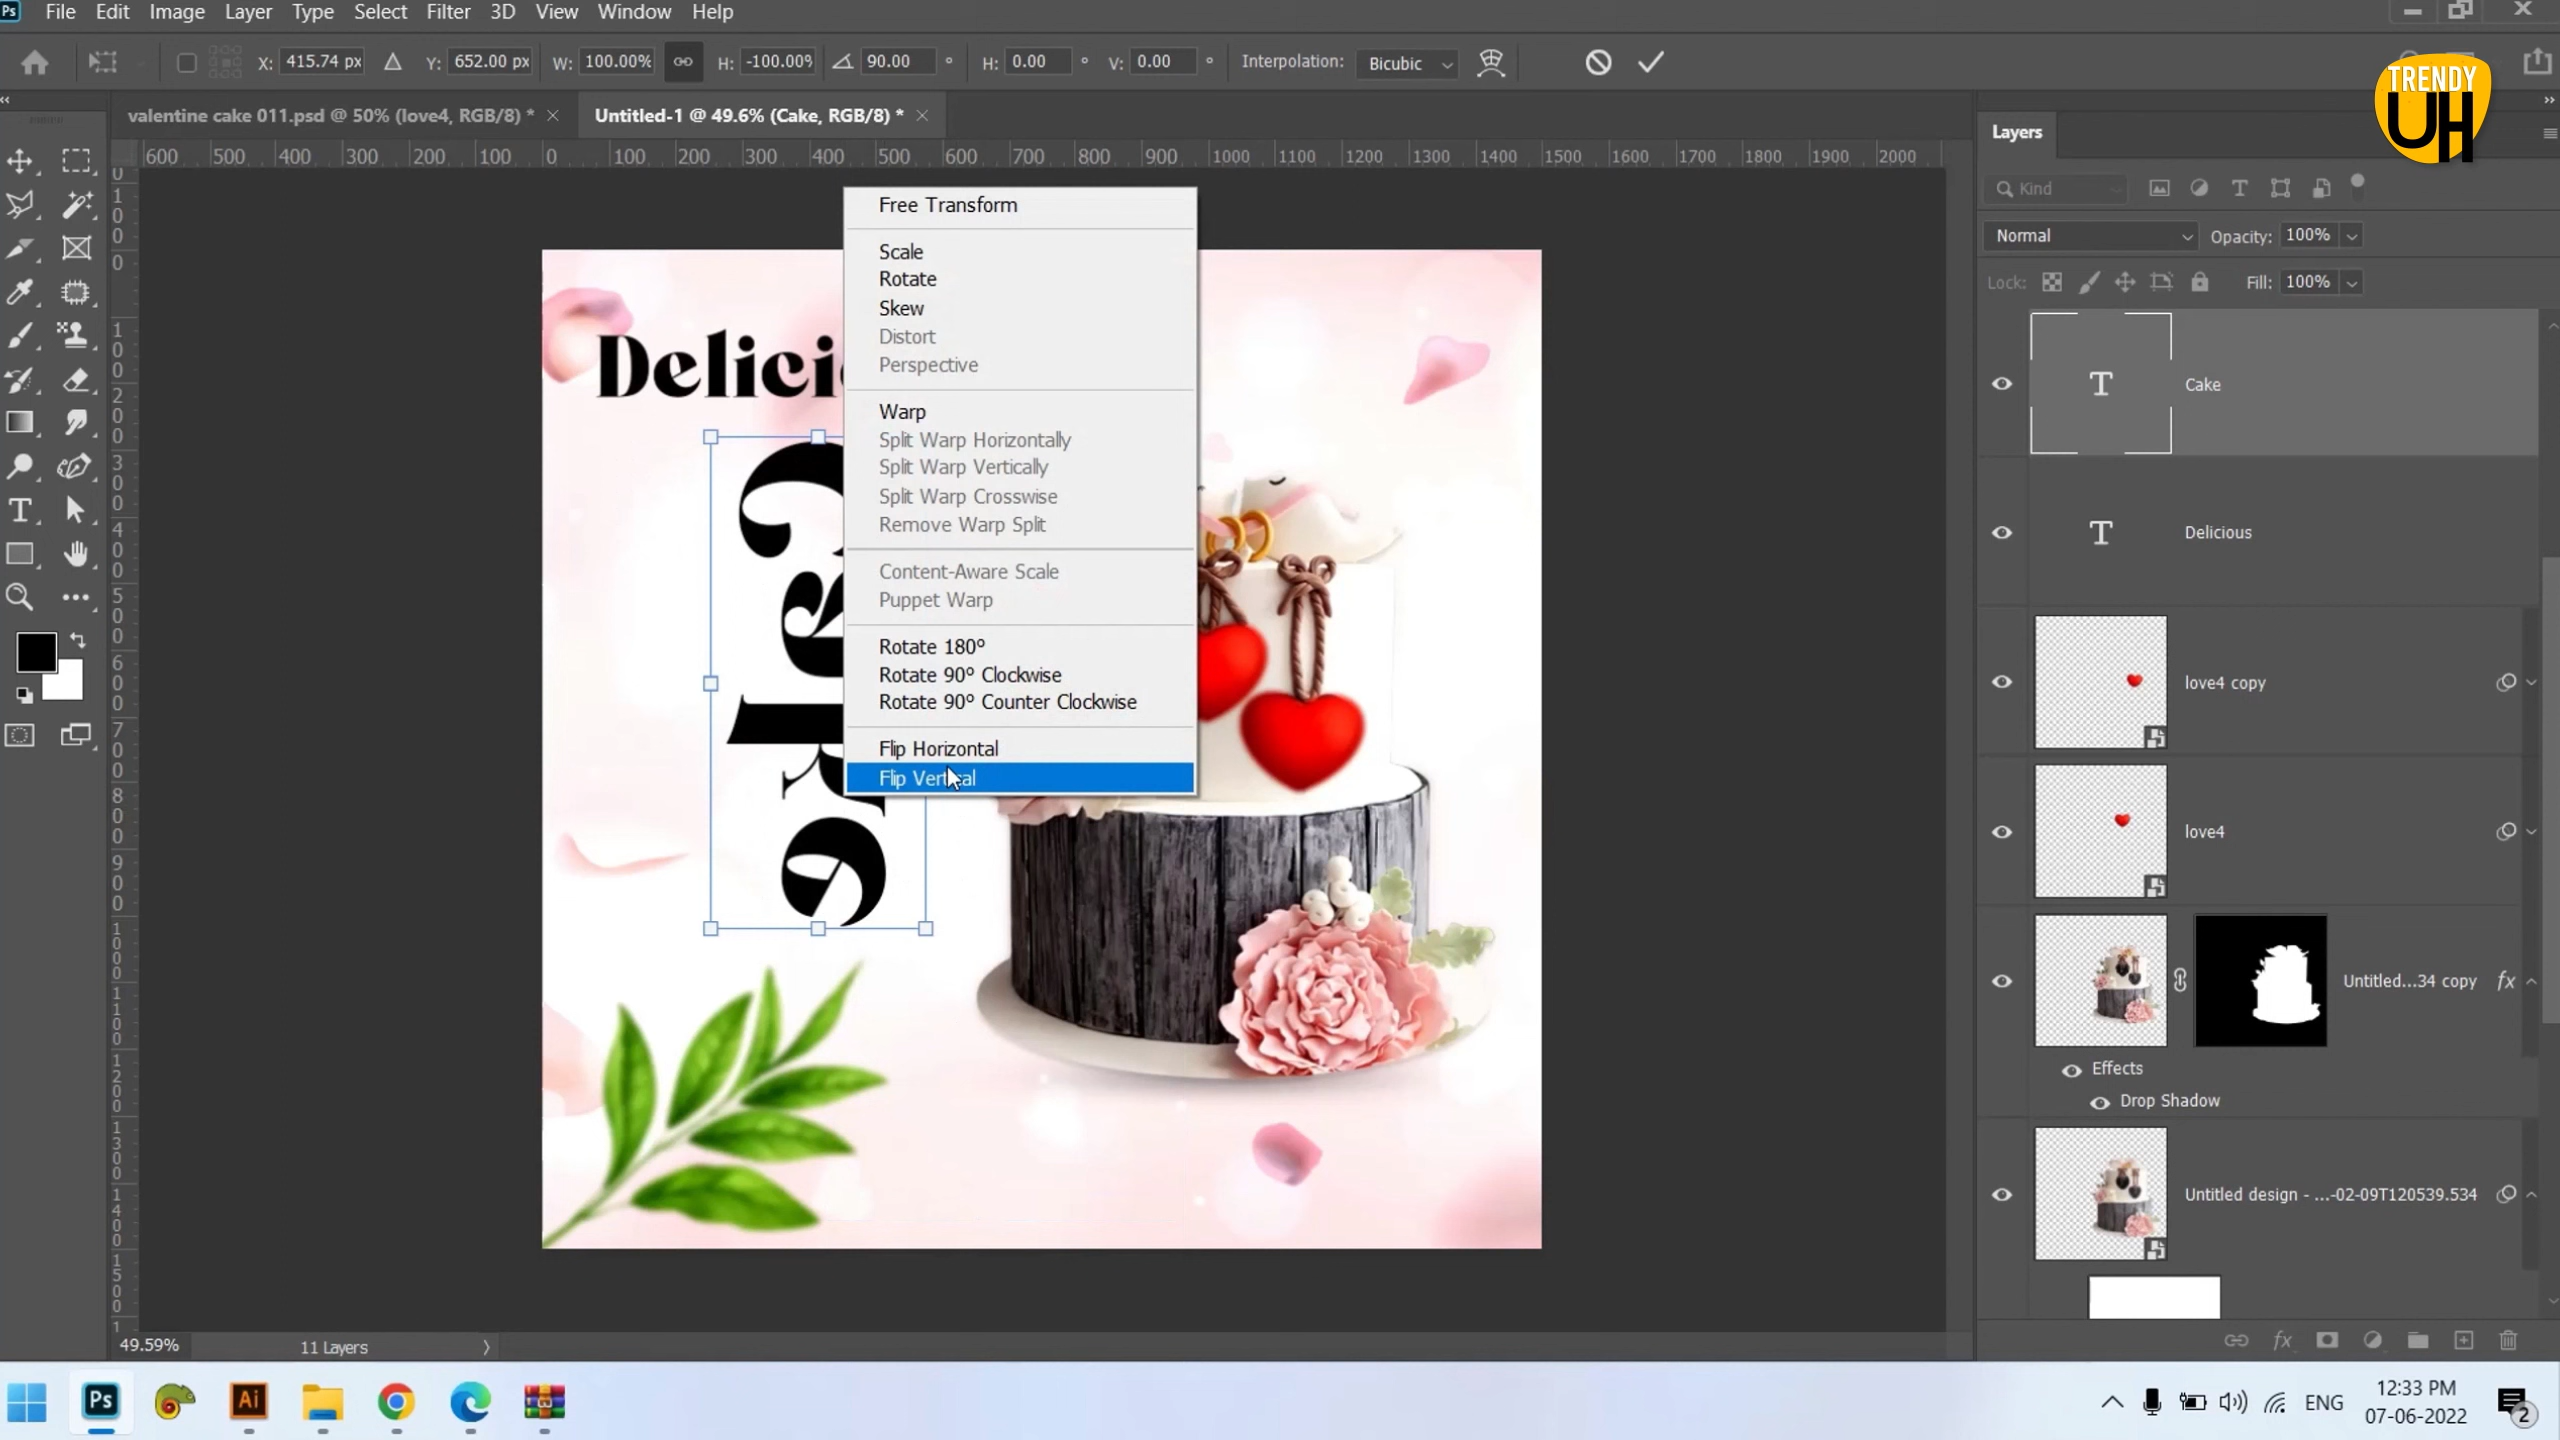 Ps File Edit Image Layer Type Select Filter 3D View Window Help
X: 415.74 px Y: 652.00 px W: 100.00% H: -100.00% 90.00 ° H: 0.00 ° V: 0.00 ° Interpolation: Bicubic
TRENDY
UH
valentine cake 011.psd @ 50% (love4, RGB/8) * ×
Untitled-1 @ 49.6% (Cake, RGB/8) * ×
600 500 400 300 200 100 0 100 200 300 400 500 600 700 800 900 1000 1100 1200 1300 1400 1500 1600 1700 1800 1900 2000
Delici
Cake
Free Transform
Scale
Rotate
Skew
Distort
Perspective
Warp
Split Warp Horizontally
Split Warp Vertically
Split Warp Crosswise
Remove Warp Split
Content-Aware Scale
Puppet Warp
Rotate 180°
Rotate 90° Clockwise
Rotate 90° Counter Clockwise
Flip Horizontal
Flip Vertical
Layers
Kind
Normal Opacity: 100%
Lock: Fill: 100%
T Cake
T Delicious
love4 copy
love4
Untitled...34 copy fx
Effects
Drop Shadow
Untitled design - ...-02-09T120539.534
fx
49.59% 11 Layers
Ps Ai
ENG
12:33 PM
07-06-2022
2